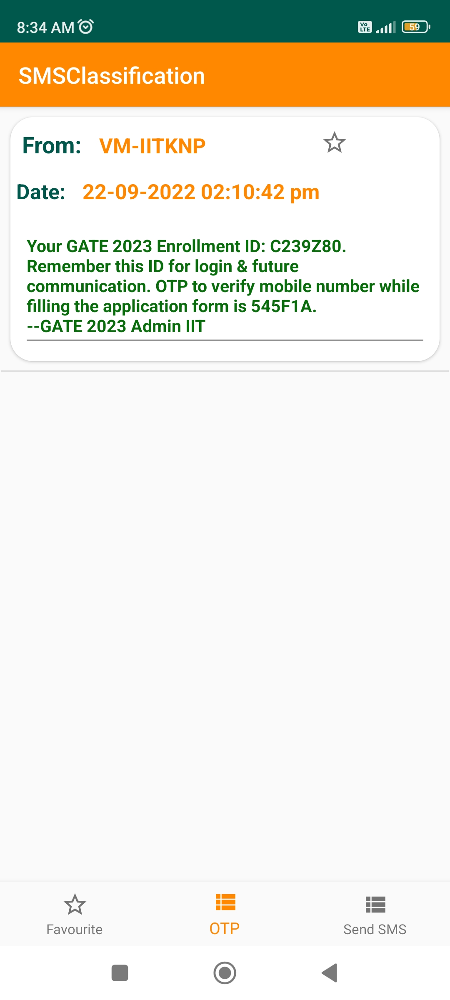 8:34 AM
Vo LTE
59
SMSClassification
From: VM-IITKNP
Date: 22-09-2022 02:10:42 pm
Your GATE 2023 Enrollment ID: C239Z80.
Remember this ID for login & future
communication. OTP to verify mobile number while
filling the application form is 545F1A.
--GATE 2023 Admin IIT
Favourite
OTP
Send SMS